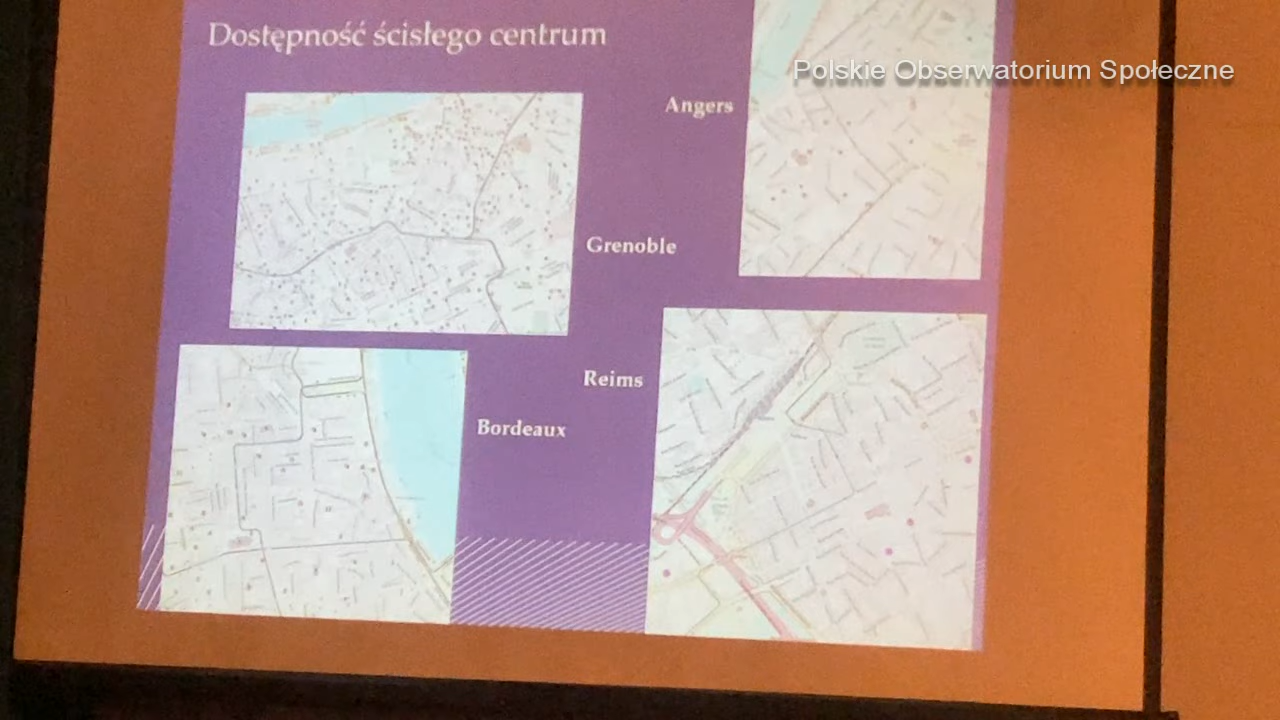 Dostępność ścisłego centrum
Polskie Obserwatorium Społeczne
Angers
Grenoble
Reims
Bordeaux